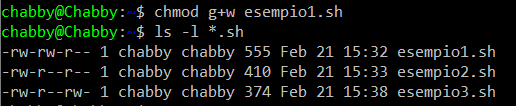 chabby@Chabby:~$ chmod g+w esempio1.sh
chabby@Chabby:~$ ls -l *.sh
-rw-rw-r-- 1 chabby chabby 555 Feb 21 15:32 esempio1.sh
-rw-r--r-- 1 chabby chabby 410 Feb 21 15:33 esempio2.sh
-rw-r--r-- 1 chabby chabby 374 Feb 21 15:38 esempio3.sh